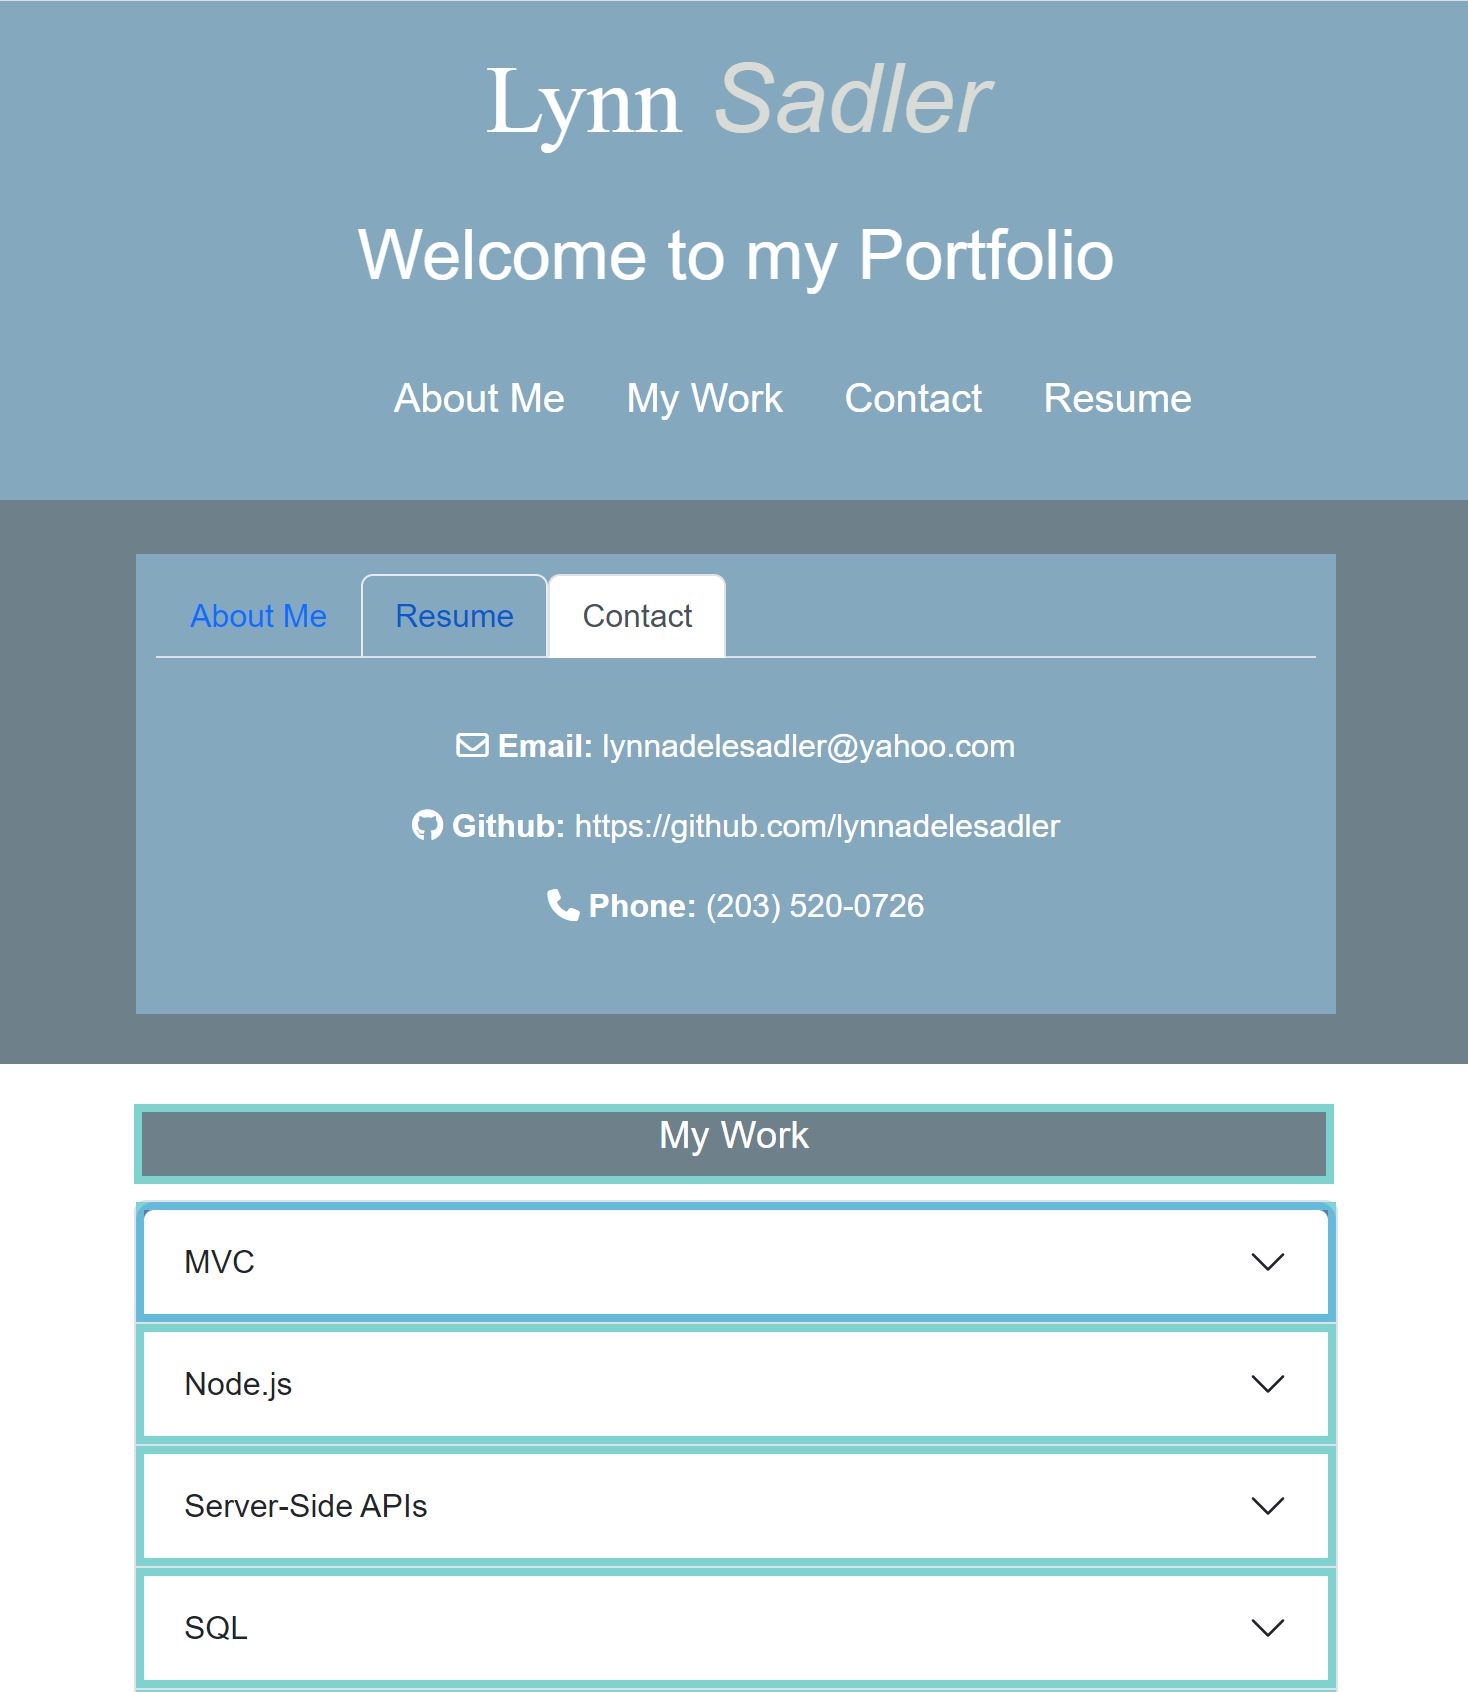 Lynn Sadler
Welcome to my Portfolio
About Me My Work Contact Resume
About Me Resume Contact
Email: lynnadelesadler@yahoo.com
Github: https://github.com/lynnadelesadler
Phone: (203) 520-0726
My Work
MVC
Node.js
Server-Side APIs
SQL